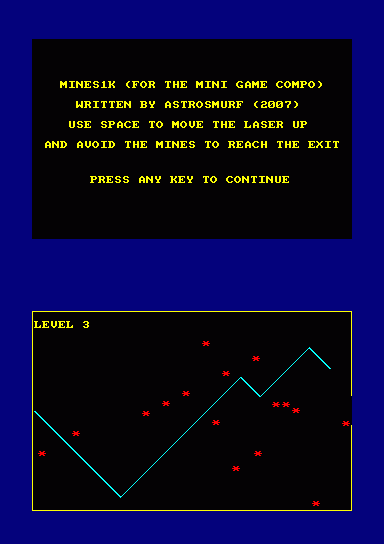 MINES1K (FOR THE MINI GAME COMPO)
WRITTEN BY ASTROSMURF (2007)
USE SPACE TO MOVE THE LASER UP
AND AVOID THE MINES TO REACH THE EXIT
PRESS ANY KEY TO CONTINUE
LEVEL 3